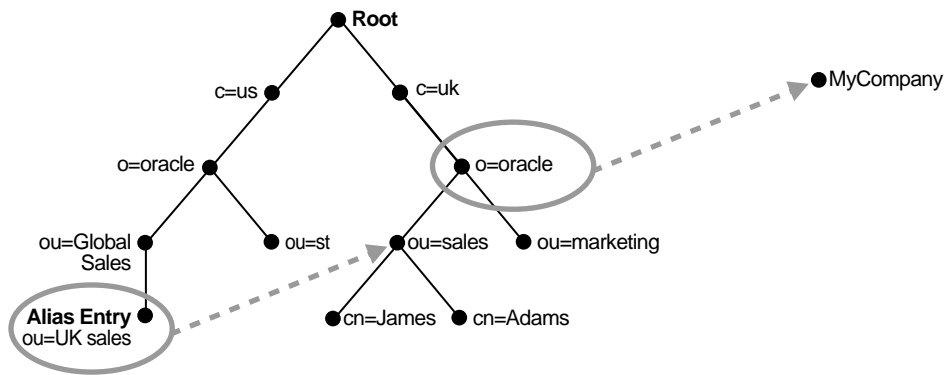 Root
c=us
c=uk
MyCompany
o=oracle
o=oracle
ou=Global
Sales
ou=st
ou=sales
ou=marketing
Alias Entry
ou=UK sales
cn=James
cn=Adams